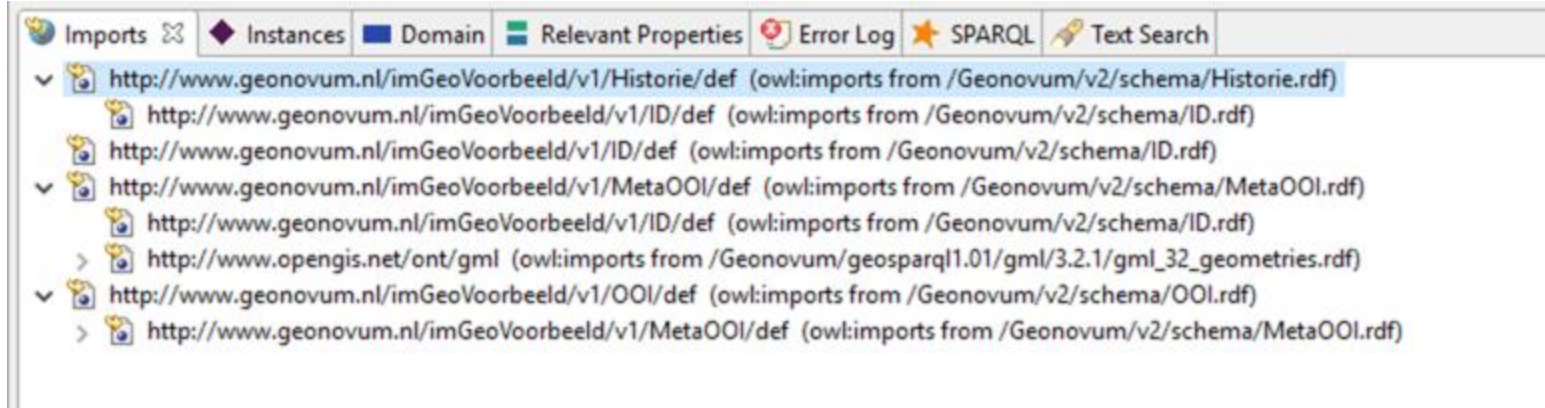 Imports Instances Domain Relevant Properties Error Log SPARQL Text Search
http://www.geonovum.nl/imGeoVoorbeeld/v1/Historie/def (owl:imports from /Geonovum/v2/schema/Historie.rdf)
http://www.geonovum.nl/imGeoVoorbeeld/v1/ID/def (owl:imports from /Geonovum/v2/schema/ID.rdf)
http://www.geonovum.nl/imGeoVoorbeeld/v1/ID/def (owl:imports from /Geonovum/v2/schema/ID.rdf)
http://www.geonovum.nl/imGeoVoorbeeld/v1/MetaOOI/def (owl:imports from /Geonovum/v2/schema/MetaOOI.rdf)
http://www.geonovum.nl/imGeoVoorbeeld/v1/ID/def (owl:imports from /Geonovum/v2/schema/ID.rdf)
http://www.opengis.net/ont/gml (owl:imports from /Geonovum/geosparql1.01/gml/3.2.1/gml_32_geometries.rdf)
http://www.geonovum.nl/imGeoVoorbeeld/v1/OOI/def (owl:imports from /Geonovum/v2/schema/OOI.rdf)
http://www.geonovum.nl/imGeoVoorbeeld/v1/MetaOOI/def (owl:imports from /Geonovum/v2/schema/MetaOOI.rdf)